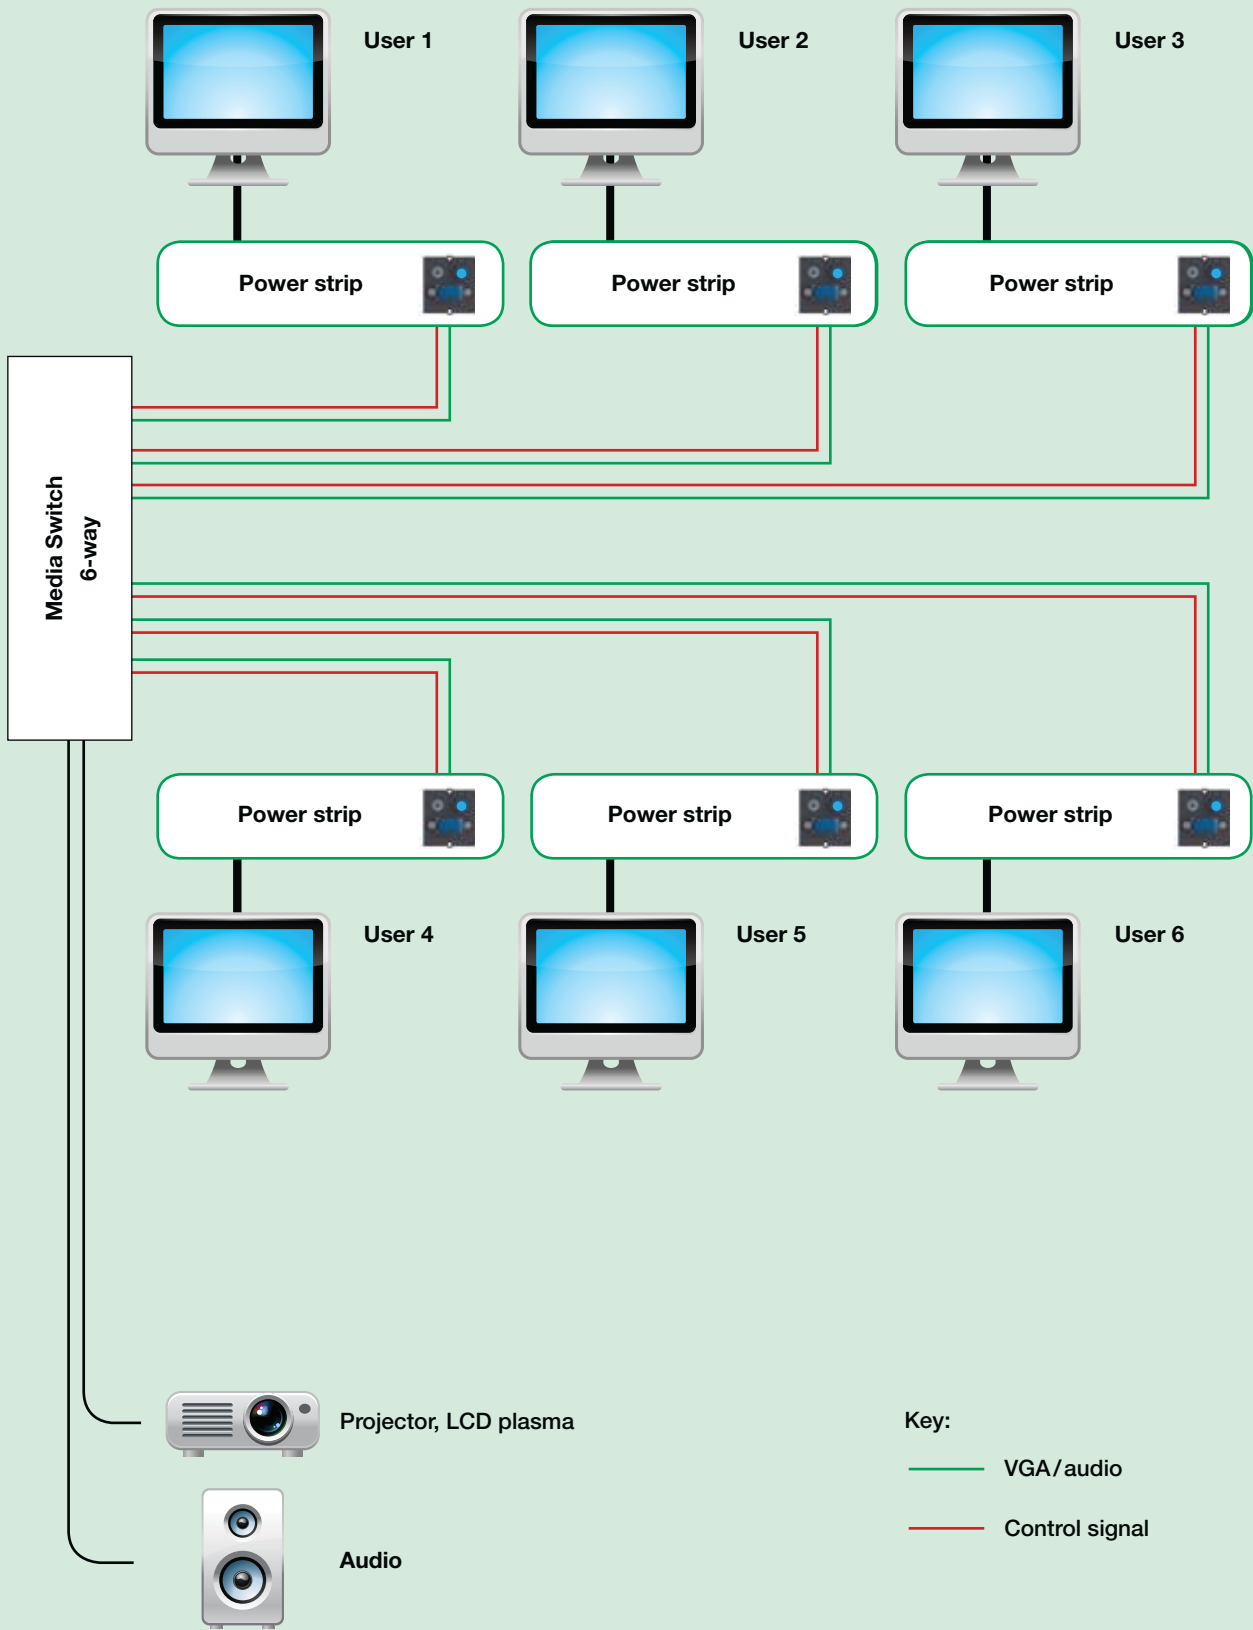 User 1
User 2
User 3
Power strip
Power strip
Power strip
Media Switch
6-way
Power strip
Power strip
Power strip
User 4
User 5
User 6
Projector, LCD plasma
Audio
Key:
VGA/audio
Control signal